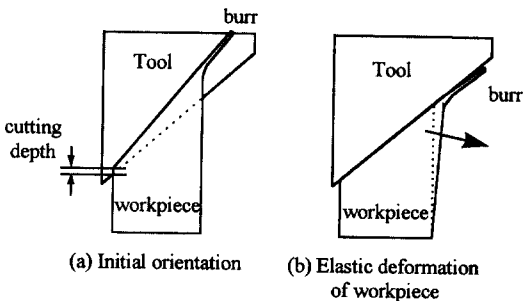 burr
Tool
cutting
depth
workpiece
(a) Initial orientation
Tool
burr
workpiece
(b) Elastic deformation
of workpiece